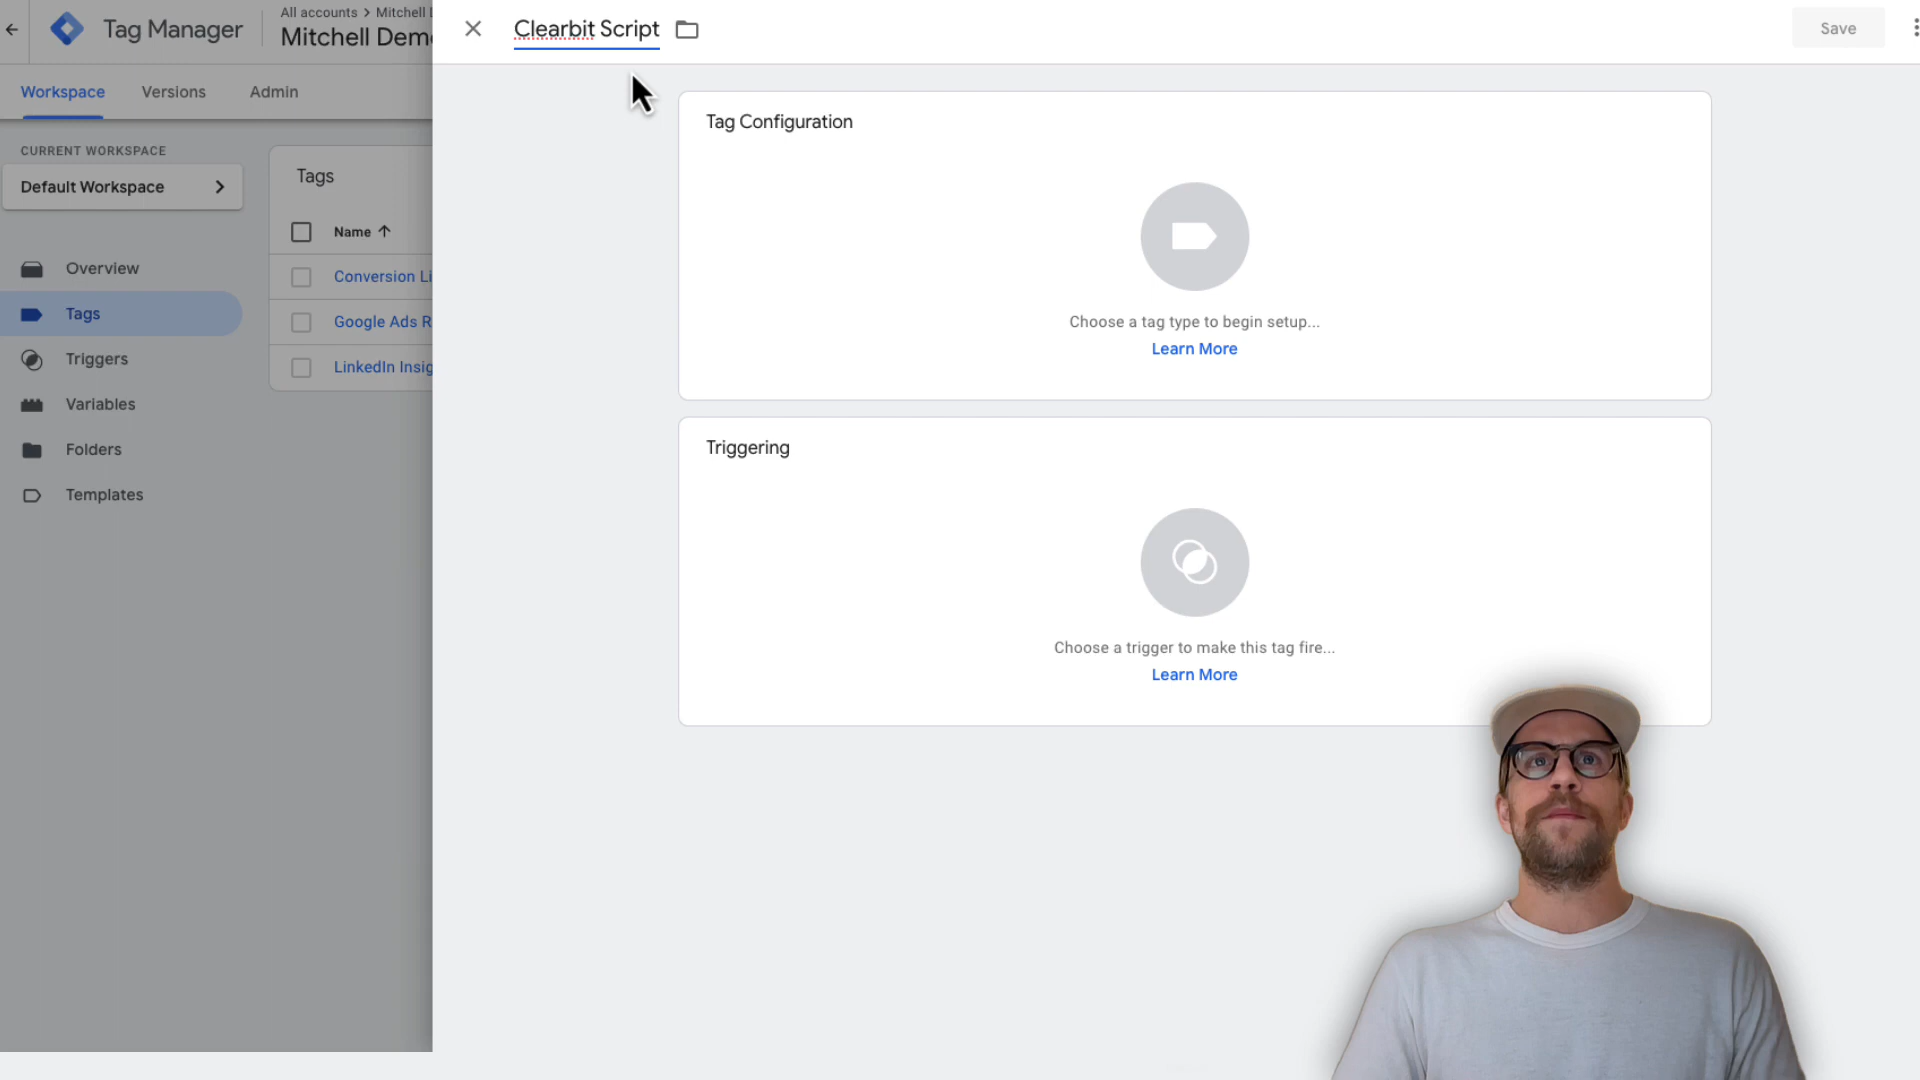 Tag Manager
All accounts > Mitchell
Mitchell Dem
Clearbit Script
Save
Workspace
Versions
Admin
CURRENT WORKSPACE
Default Workspace
Overview
Tags
Triggers
Variables
Folders
Templates
Tags
Name
Conversion Li
Google Ads R
LinkedIn Insig
Tag Configuration
Choose a tag type to begin setup...
Learn More
Triggering
Choose a trigger to make this tag fire...
Learn More